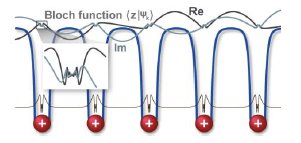 Bloch function ⟨z|Ψₖ⟩
Re
Im
+ + + + +